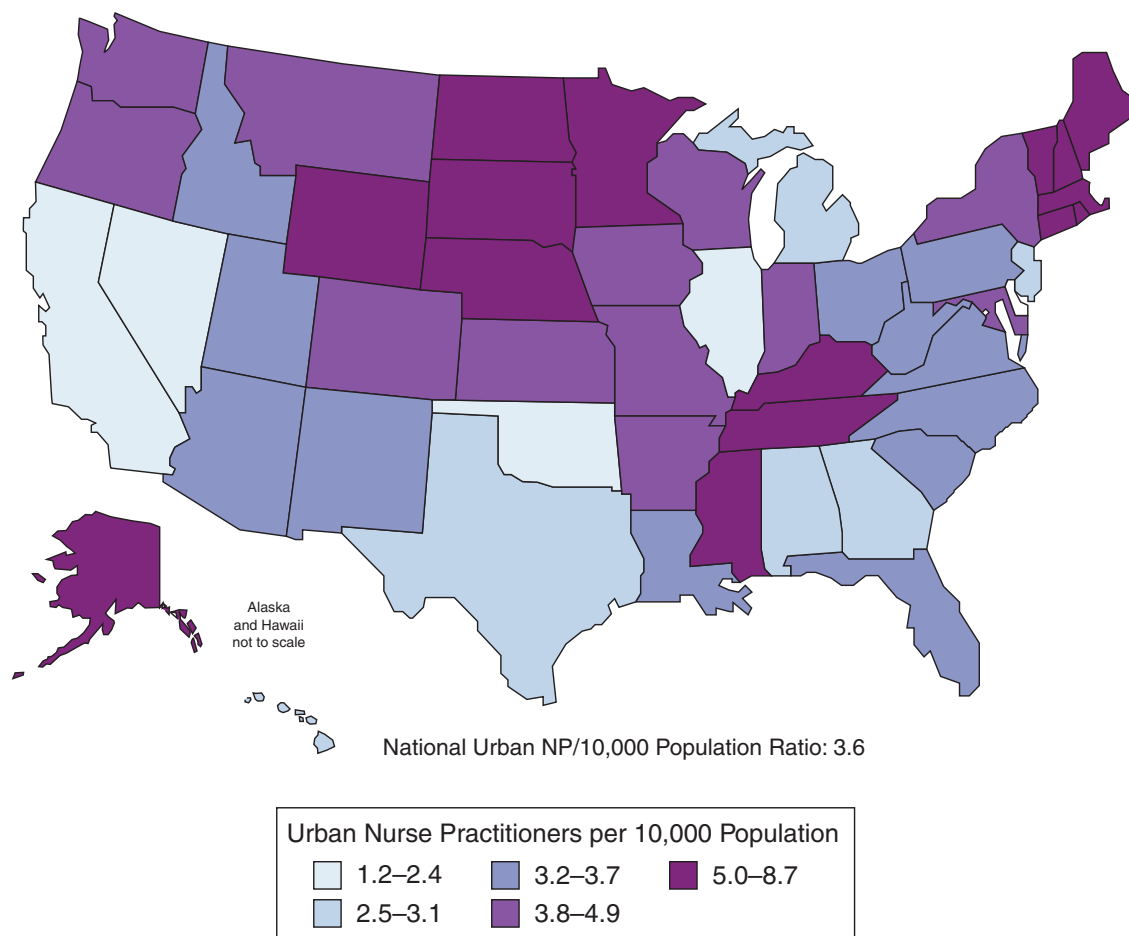 Alaska
and Hawaii
not to scale
National Urban NP/10,000 Population Ratio: 3.6
Urban Nurse Practitioners per 10,000 Population
1.2–2.4 3.2–3.7 5.0–8.7
2.5–3.1 3.8–4.9